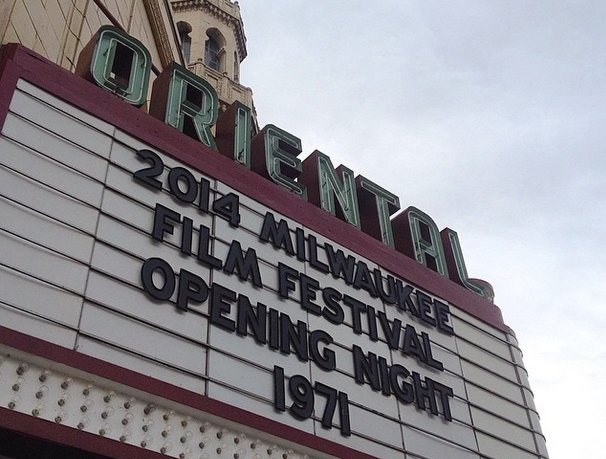 ORIENTAL
2014 MILWAUKEE
FILM FESTIVAL
OPENING NIGHT
1971